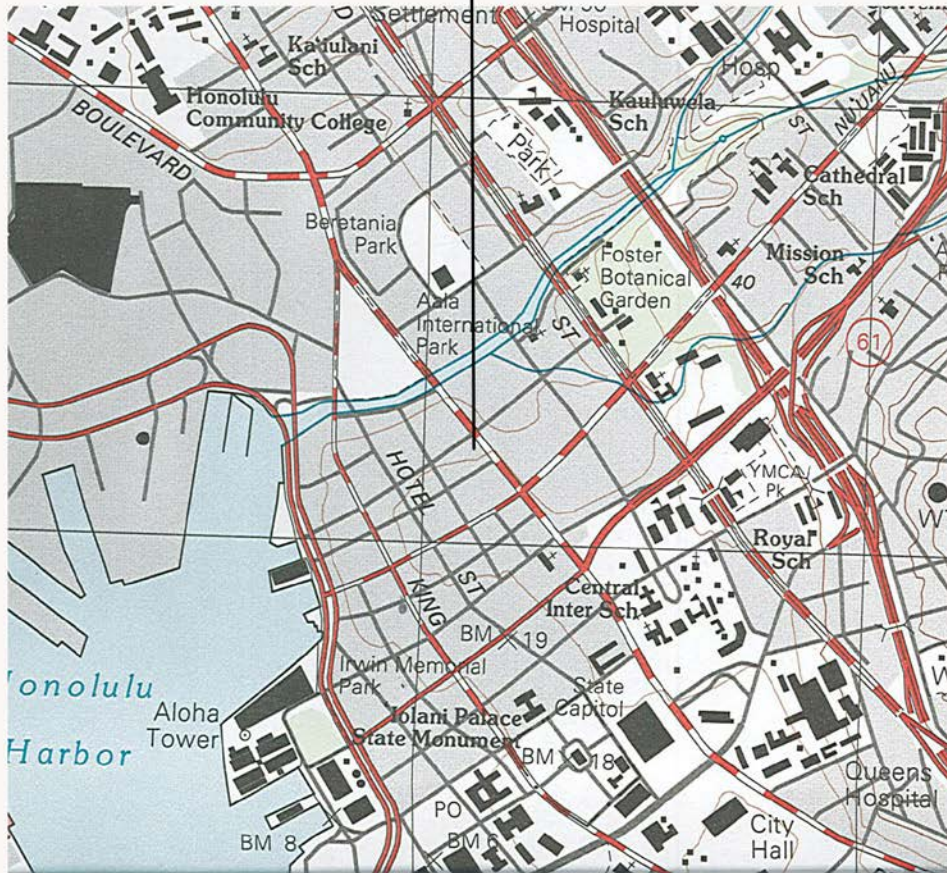 Settlement
Hospital
Kaiulani
Sch
Honolulu
Community College
BOULEVARD
Kauluwela
Sch
Hosp
ST
NUUANU
Park
Cathedral
Sch
Beretania
Park
Mission
Sch
Foster
Botanical
Garden
40
Aala
International
Park
ST
61
HOTEL
ST
KING
YMCA
Pk
Royal
Sch
Central
Inter Sch
BM
19
Irwin Memorial
Park
State
Capitol
Aloha
Tower
Iolani Palace
State Monument
BM
18
Harbor
Queens
Hospital
PO
BM 8
BM 6
City
Hall